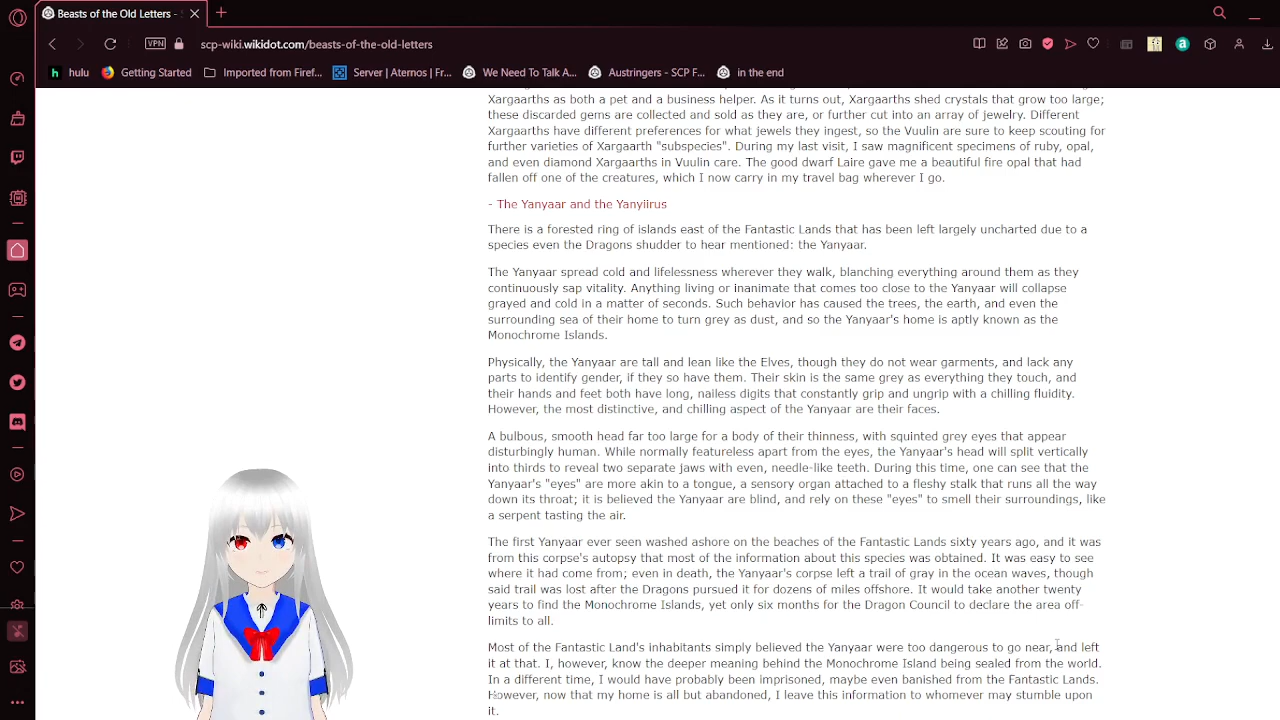 Beasts of the Old Letters -
VPN
scp-wiki.wikidot.com/beasts-of-the-old-letters
hulu
Getting Started
Imported from Firef...
Server | Aternos | Fr...
We Need To Talk A...
Austringers - SCP F...
in the end
Xargaarths as both a pet and a business helper. As it turns out, Xargaarths shed crystals that grow too large;
these discarded gems are collected and sold as they are, or further cut into an array of jewelry. Different
Xargaarths have different preferences for what jewels they ingest, so the Vuulin are sure to keep scouting for
further varieties of Xargaarth "subspecies". During my last visit, I saw magnificent specimens of ruby, opal,
and even diamond Xargaarths in Vuulin care. The good dwarf Laire gave me a beautiful fire opal that had
fallen off one of the creatures, which I now carry in my travel bag wherever I go.
- The Yanyaar and the Yanyiirus
There is a forested ring of islands east of the Fantastic Lands that has been left largely uncharted due to a
species even the Dragons shudder to hear mentioned: the Yanyaar.
The Yanyaar spread cold and lifelessness wherever they walk, blanching everything around them as they
continuously sap vitality. Anything living or inanimate that comes too close to the Yanyaar will collapse
grayed and cold in a matter of seconds. Such behavior has caused the trees, the earth, and even the
surrounding sea of their home to turn grey as dust, and so the Yanyaar's home is aptly known as the
Monochrome Islands.
Physically, the Yanyaar are tall and lean like the Elves, though they do not wear garments, and lack any
parts to identify gender, if they so have them. Their skin is the same grey as everything they touch, and
their hands and feet both have long, nailess digits that constantly grip and ungrip with a chilling fluidity.
However, the most distinctive, and chilling aspect of the Yanyaar are their faces.
A bulbous, smooth head far too large for a body of their thinness, with squinted grey eyes that appear
disturbingly human. While normally featureless apart from the eyes, the Yanyaar's head will split vertically
into thirds to reveal two separate jaws with even, needle-like teeth. During this time, one can see that the
Yanyaar's "eyes" are more akin to a tongue, a sensory organ attached to a fleshy stalk that runs all the way
down its throat; it is believed the Yanyaar are blind, and rely on these "eyes" to smell their surroundings, like
a serpent tasting the air.
The first Yanyaar ever seen washed ashore on the beaches of the Fantastic Lands sixty years ago, and it was
from this corpse's autopsy that most of the information about this species was obtained. It was easy to see
where it had come from; even in death, the Yanyaar's corpse left a trail of gray in the ocean waves, though
said trail was lost after the Dragons pursued it for dozens of miles offshore. It would take another twenty
years to find the Monochrome Islands, yet only six months for the Dragon Council to declare the area off-
limits to all.
Most of the Fantastic Land's inhabitants simply believed the Yanyaar were too dangerous to go near, and left
it at that. I, however, know the deeper meaning behind the Monochrome Island being sealed from the world.
In a different time, I would have probably been imprisoned, maybe even banished from the Fantastic Lands.
However, now that my home is all but abandoned, I leave this information to whomever may stumble upon
it.